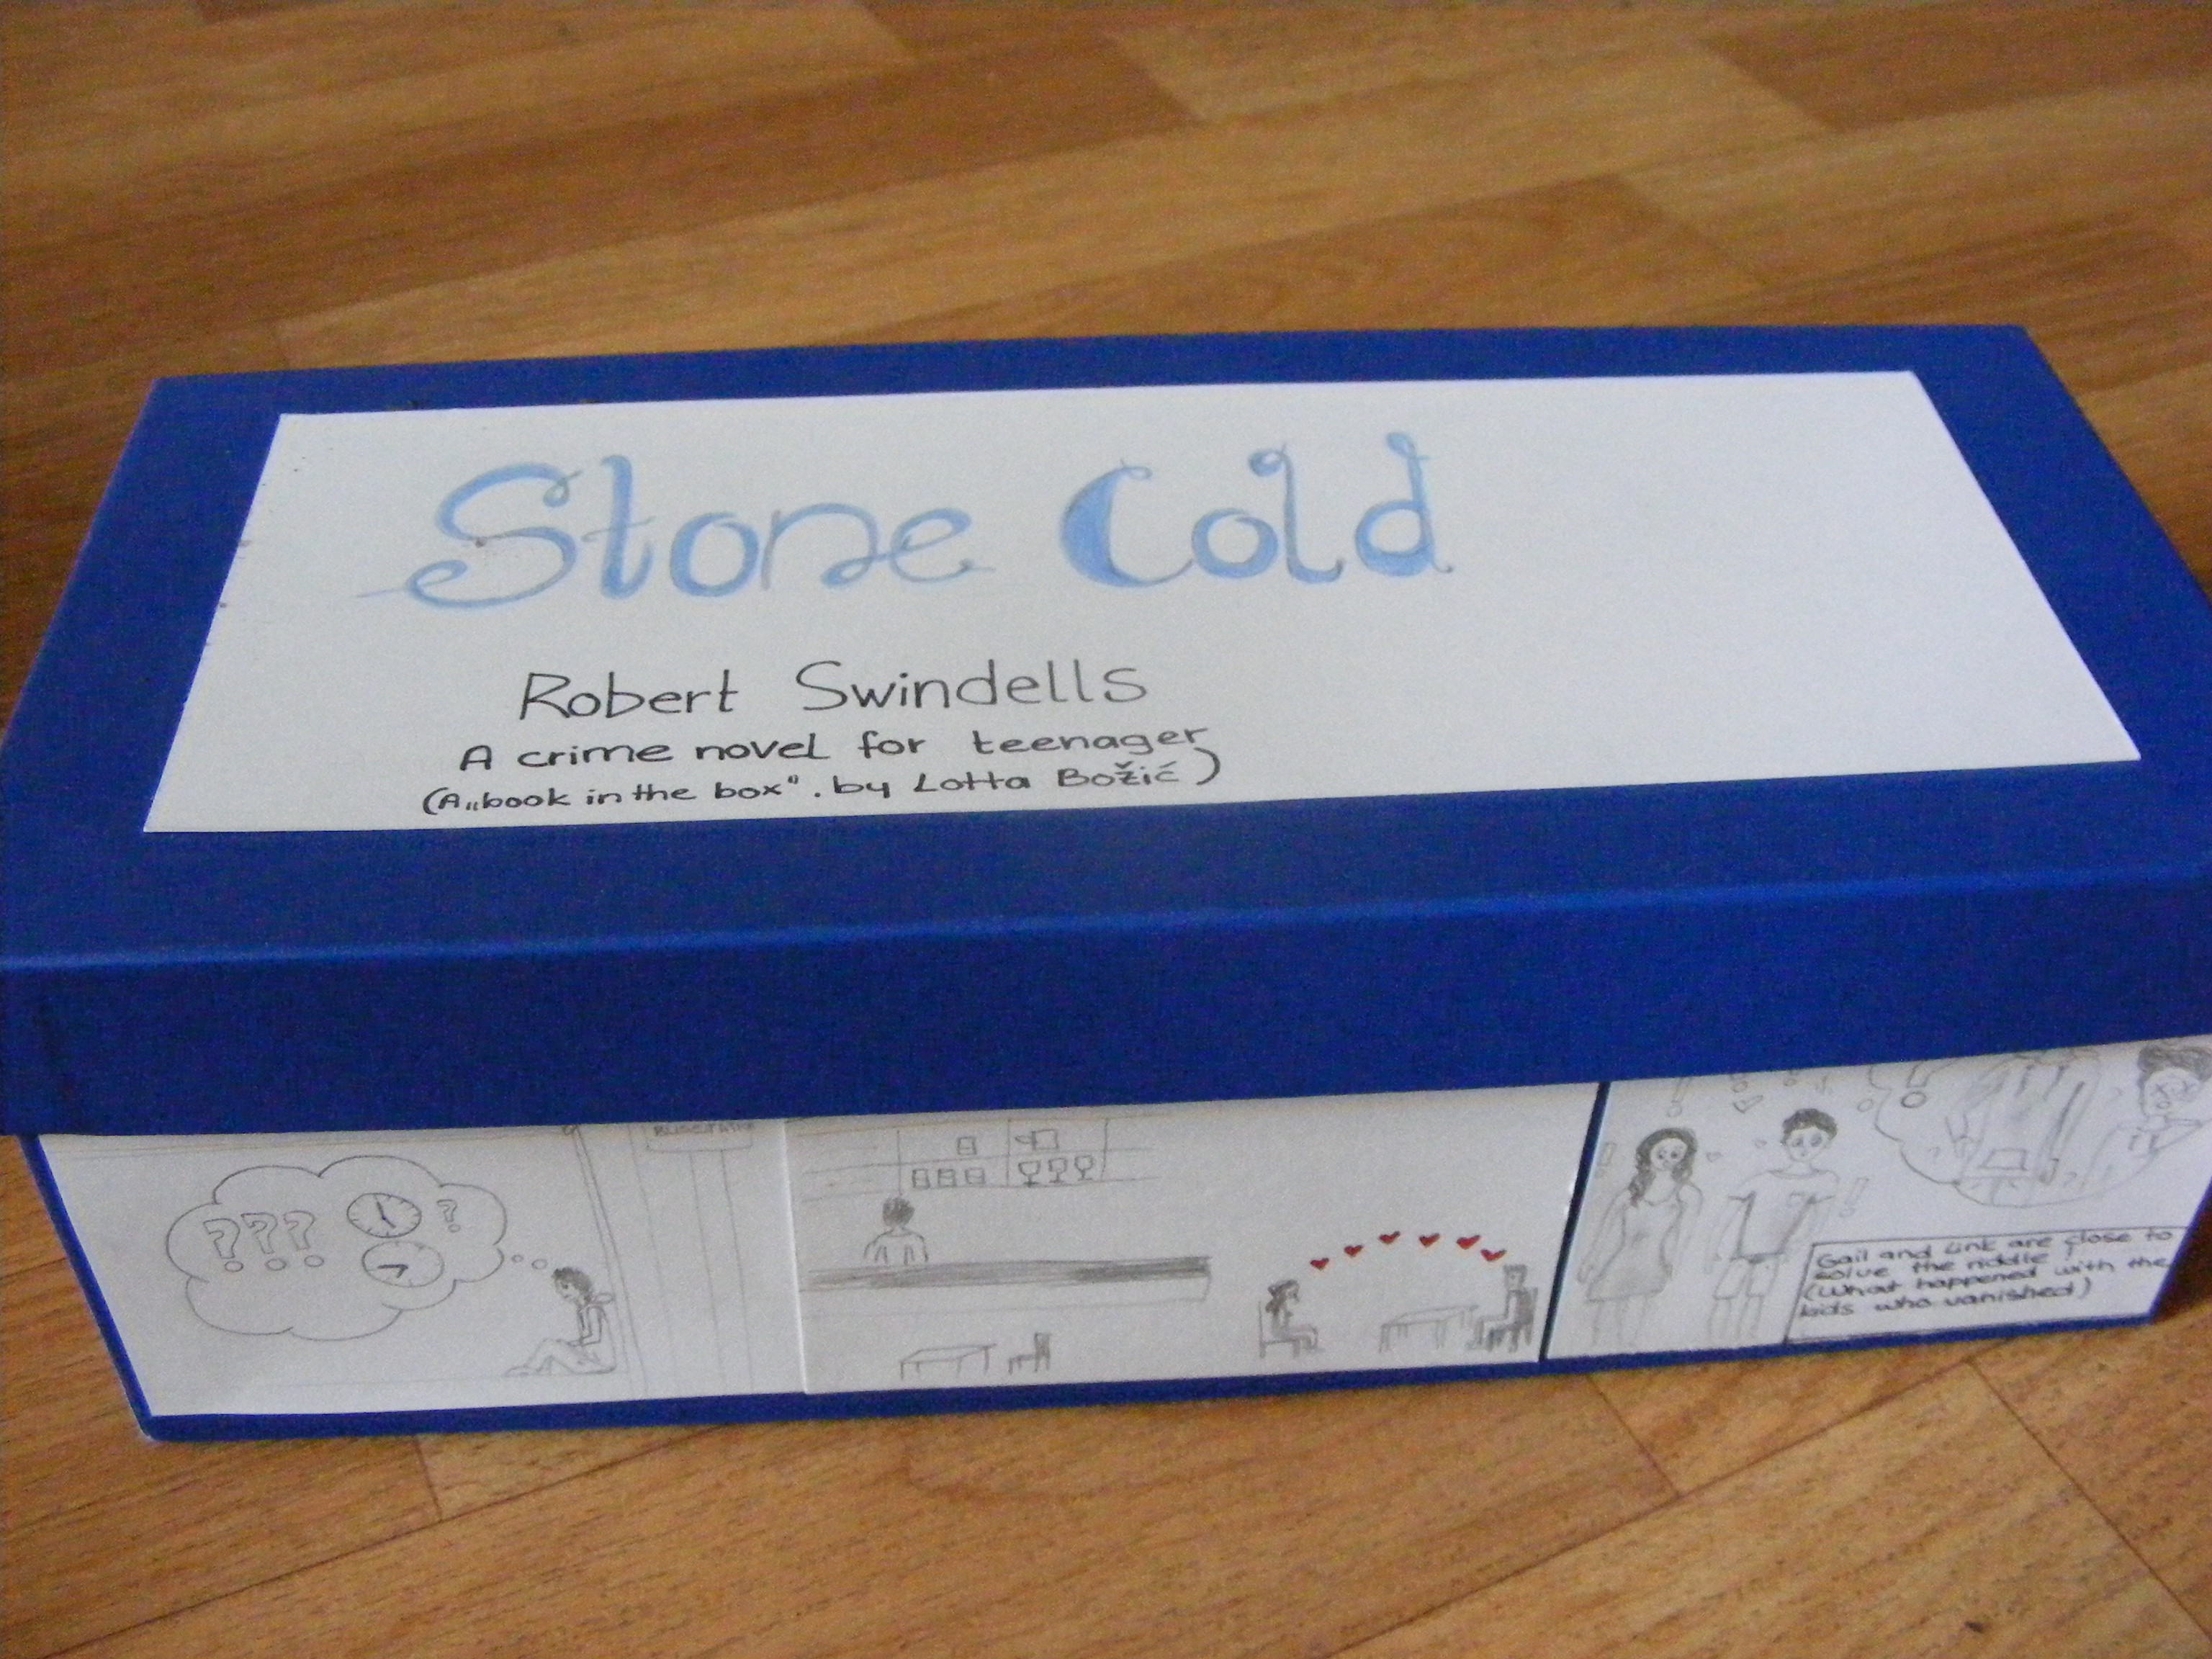 Stone Cold
Robert Swindells
A crime novel for teenager
(A „book in the box“. by Lotta Božić)
???
?
Gail and Link are close to
solve the riddle
(What happened with the
kids who vanished)